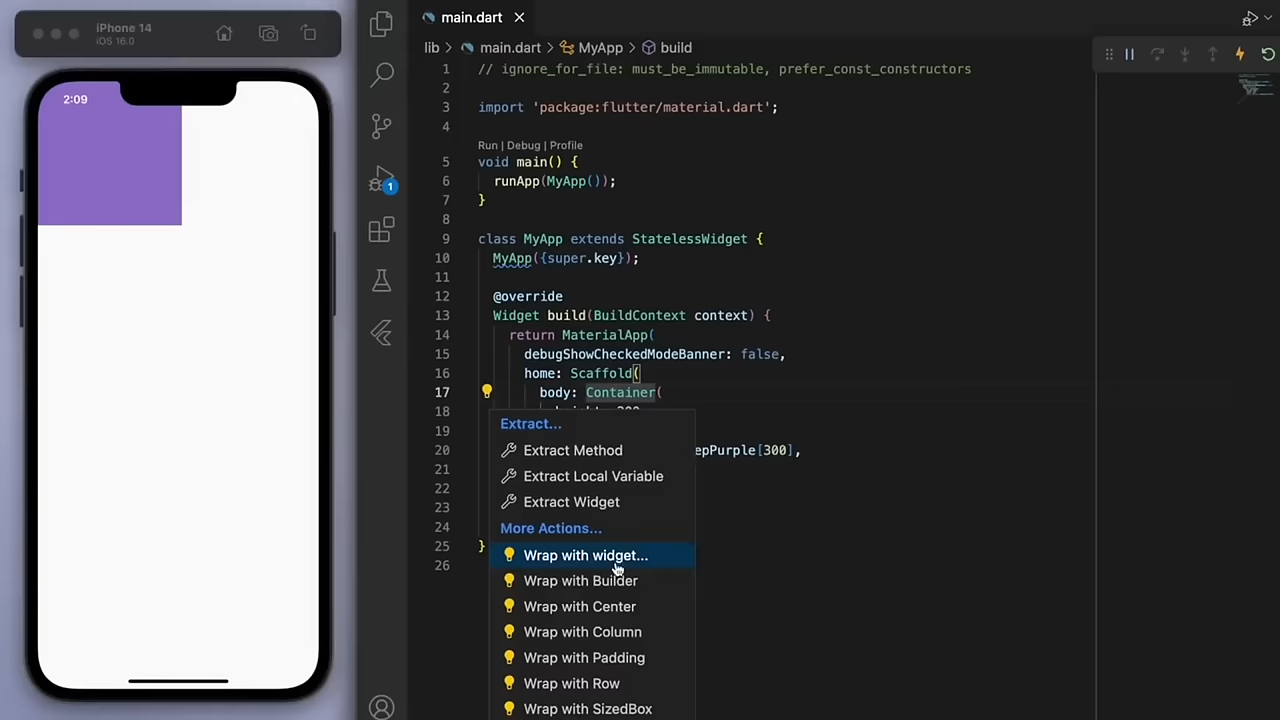 iPhone 14
iOS 16.0
2:09
main.dart
lib > main.dart > MyApp > build
1 // ignore_for_file: must_be_immutable, prefer_const_constructors
2
3 import 'package:flutter/material.dart';
4
Run | Debug | Profile
5 void main() {
6 runApp(MyApp());
7 }
8
9 class MyApp extends StatelessWidget {
10 MyApp({super.key});
11
12 @override
13 Widget build(BuildContext context) {
14 return MaterialApp(
15 debugShowCheckedModeBanner: false,
16 home: Scaffold(
17 body: Container(
18
19
20 epPurple[300],
21
22
23
24
25 }
26
1
Extract...
Extract Method
Extract Local Variable
Extract Widget
More Actions...
Wrap with widget...
Wrap with Builder
Wrap with Center
Wrap with Column
Wrap with Padding
Wrap with Row
Wrap with SizedBox